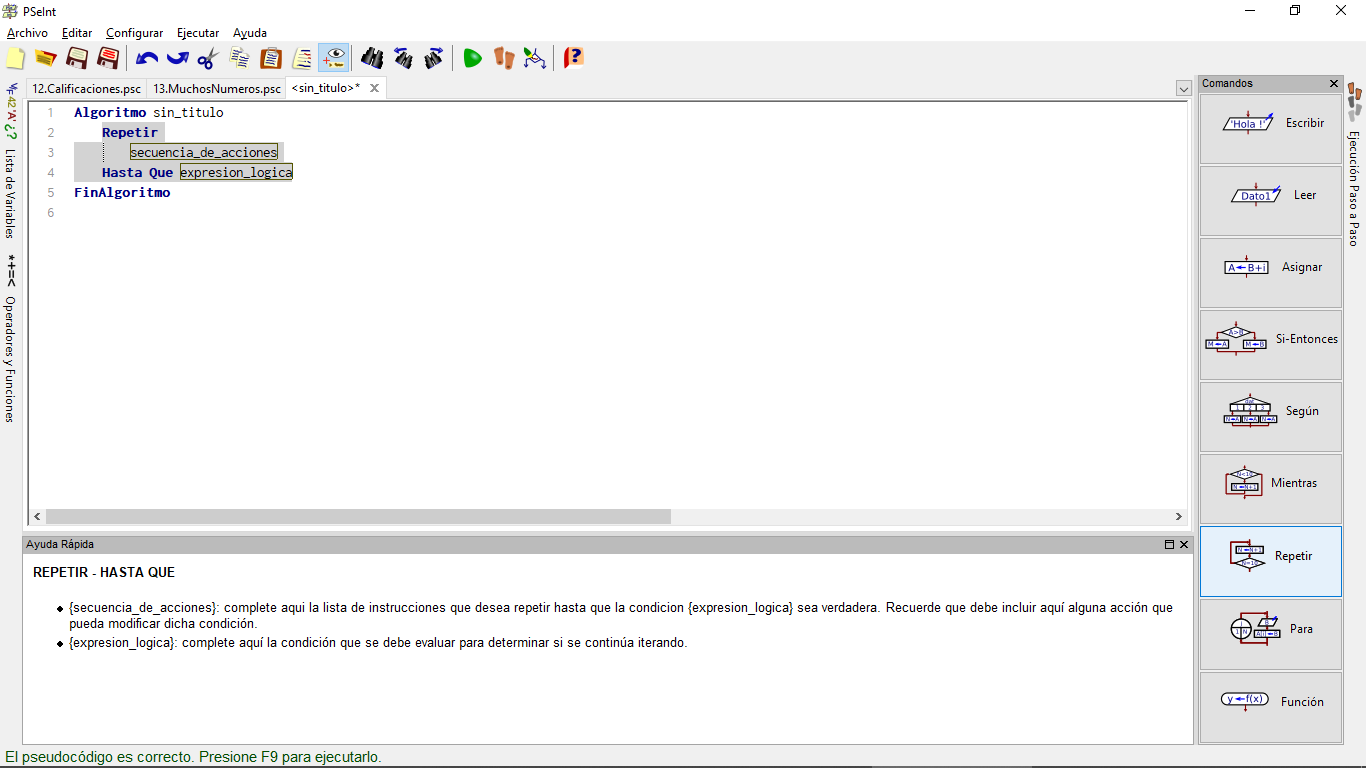 PSeInt
Archivo Editar Configurar Ejecutar Ayuda
12.Calificaciones.psc 13.MuchosNumeros.psc <sin_titulo>*
1 Algoritmo sin_titulo
2 Repetir
3 secuencia_de_acciones
4 Hasta Que expresion_logica
5 FinAlgoritmo
6
*+=<
Operadores y Funciones
42 'A' ¿?
Lista de Variables
Ayuda Rápida
REPETIR - HASTA QUE
{secuencia_de_acciones}: complete aqui la lista de instrucciones que desea repetir hasta que la condicion {expresion_logica} sea verdadera. Recuerde que debe incluir aquí alguna acción que
pueda modificar dicha condición.
{expresion_logica}: complete aquí la condición que se debe evaluar para determinar si se continúa iterando.
Comandos
'Hola !' Escribir
Dato1 Leer
A←B+i Asignar
A>B
M←A M←B
Si-Entonces
1 2 3
Según
Mientras
Repetir
Para
y←f(x) Función
Ejecución Paso a Paso
El pseudocódigo es correcto. Presione F9 para ejecutarlo.